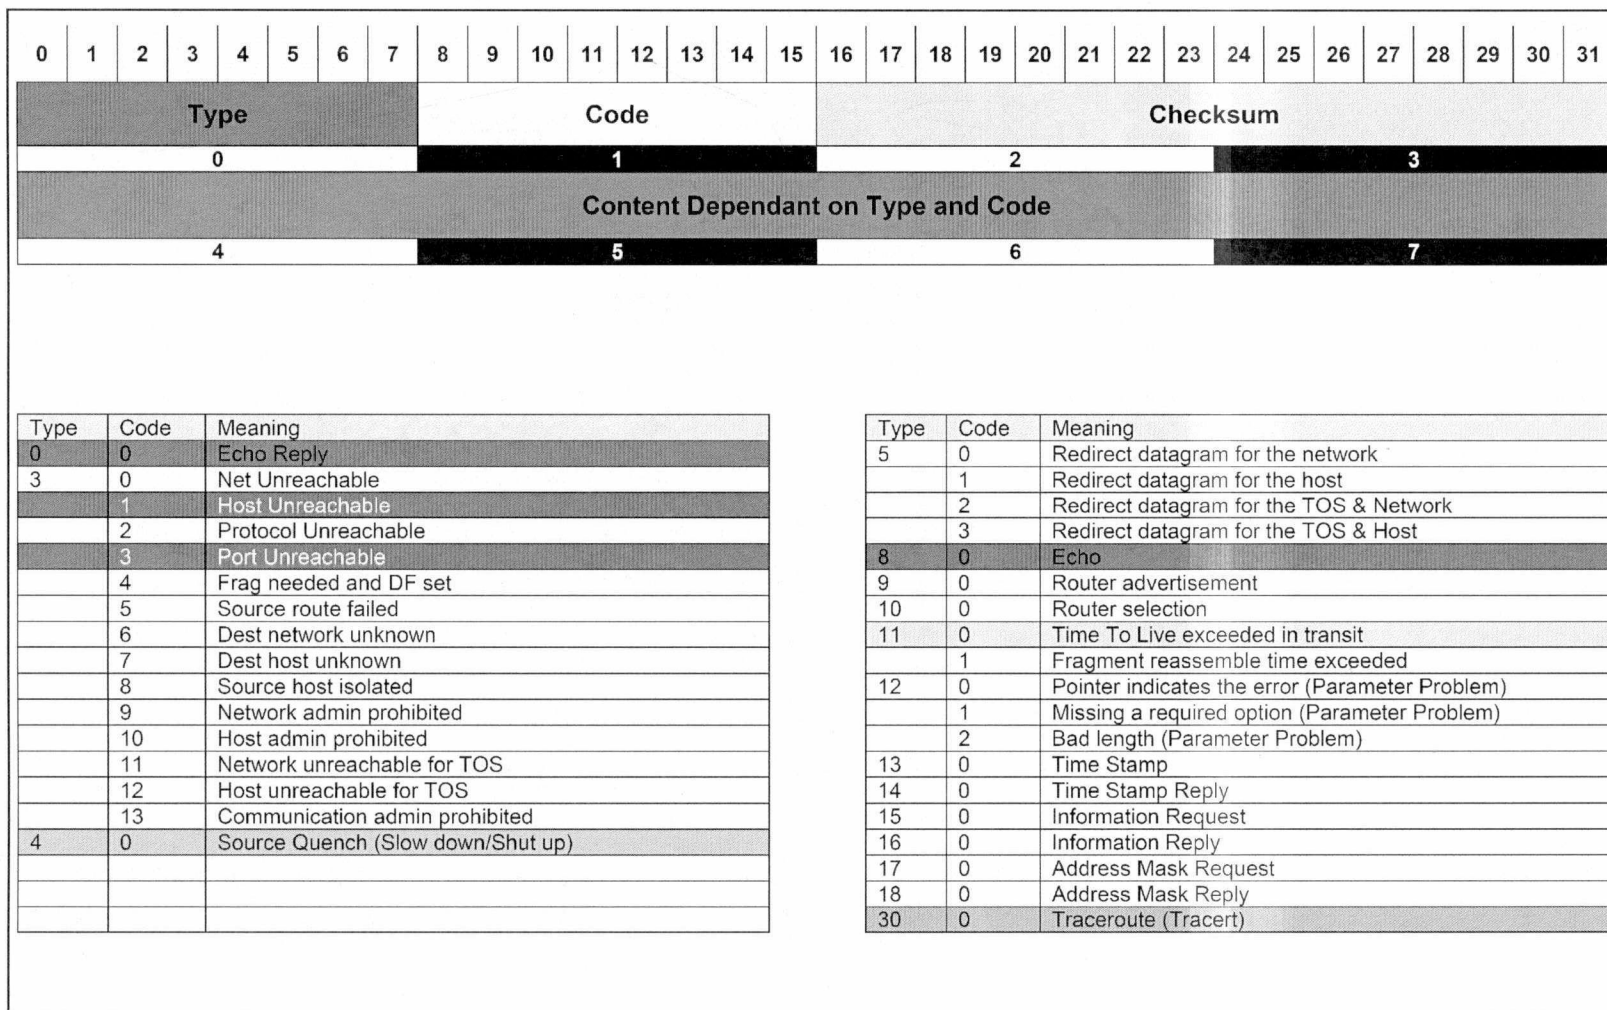 0 1 2 3 4 5 6 7 8 9 10 11 12 13 14 15 16 17 18 19 20 21 22 23 24 25 26 27 28 29 30 31
Type Code Checksum
0 1 2 3
Content Dependant on Type and Code
4 5 6 7
Type Code Meaning
0 0 Echo Reply
3 0 Net Unreachable
1 Host Unreachable
2 Protocol Unreachable
3 Port Unreachable
4 Frag needed and DF set
5 Source route failed
6 Dest network unknown
7 Dest host unknown
8 Source host isolated
9 Network admin prohibited
10 Host admin prohibited
11 Network unreachable for TOS
12 Host unreachable for TOS
13 Communication admin prohibited
4 0 Source Quench (Slow down/Shut up)
Type Code Meaning
5 0 Redirect datagram for the network
1 Redirect datagram for the host
2 Redirect datagram for the TOS & Network
3 Redirect datagram for the TOS & Host
8 0 Echo
9 0 Router advertisement
10 0 Router selection
11 0 Time To Live exceeded in transit
1 Fragment reassemble time exceeded
12 0 Pointer indicates the error (Parameter Problem)
1 Missing a required option (Parameter Problem)
2 Bad length (Parameter Problem)
13 0 Time Stamp
14 0 Time Stamp Reply
15 0 Information Request
16 0 Information Reply
17 0 Address Mask Request
18 0 Address Mask Reply
30 0 Traceroute (Tracert)